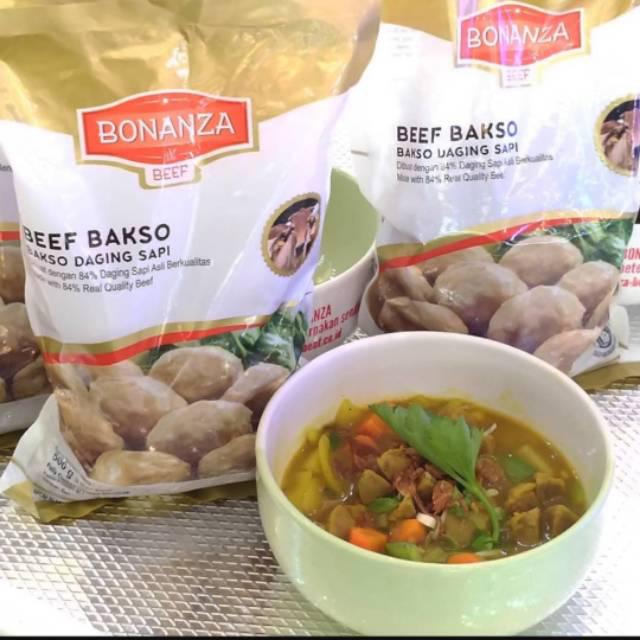 BONANZA
BEEF
BEEF BAKSO
BAKSO DAGING SAPI
dengan 84% Daging Sapi Asli Berkualitas
with 84% Real Quality Beef
500 g
BONANZA
BEEF
BEEF BAKSO
BAKSO DAGING SAPI
Dibuat dengan 84% Daging Sapi Asli Berkualitas
Made with 84% Real Quality Beef